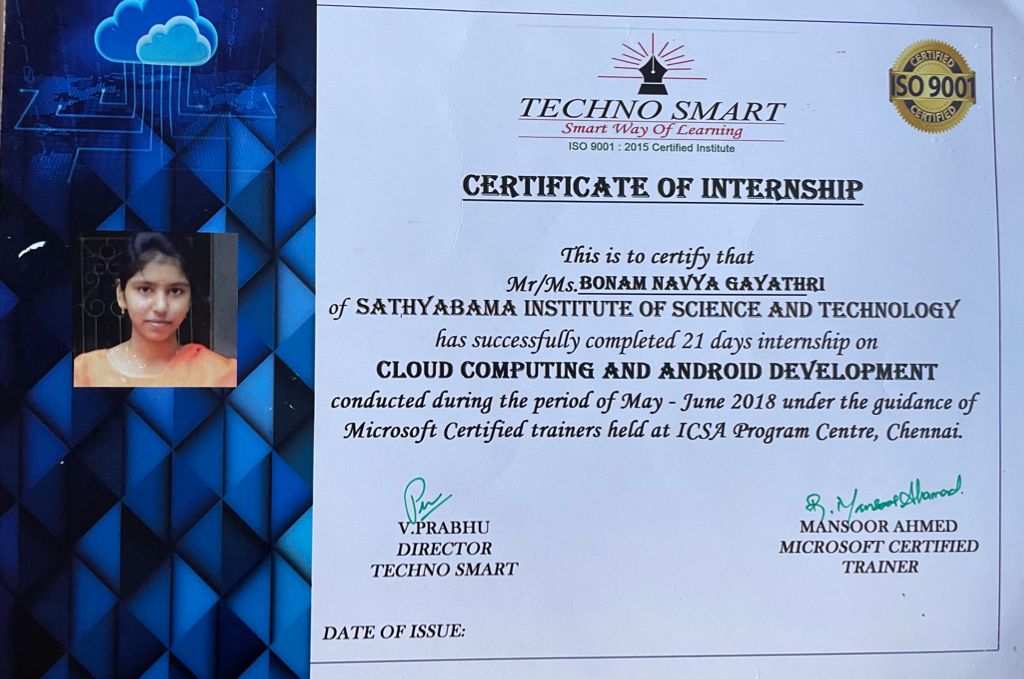 TECHNO SMART
Smart Way Of Learning
ISO 9001 : 2015 Certified Institute
CERTIFIED
ISO 9001
CERTIFIED
CERTIFICATE OF INTERNSHIP
This is to certify that
Mr/Ms.BONAM NAVYA GAYATHRI
of SATHYABAMA INSTITUTE OF SCIENCE AND TECHNOLOGY
has successfully completed 21 days internship on
CLOUD COMPUTING AND ANDROID DEVELOPMENT
conducted during the period of May - June 2018 under the guidance of
Microsoft Certified trainers held at ICSA Program Centre, Chennai.
V.PRABHU
DIRECTOR
TECHNO SMART
MANSOOR AHMED
MICROSOFT CERTIFIED
TRAINER
DATE OF ISSUE: